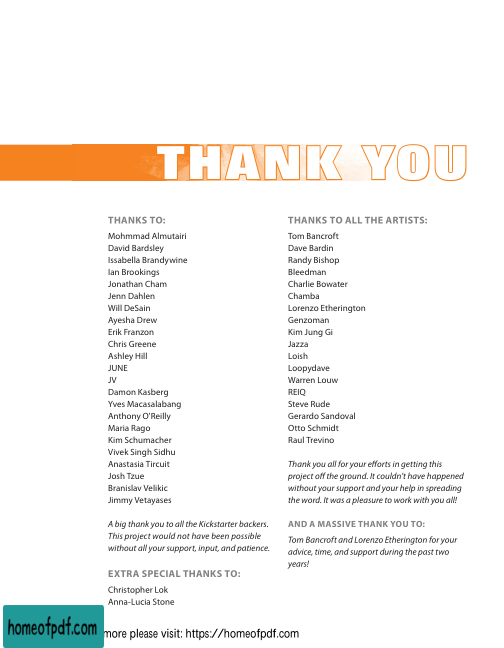 THANK YOU
THANKS TO:
Mohmmad Almutairi
David Bardsley
Issabella Brandywine
Ian Brookings
Jonathan Cham
Jenn Dahlen
Will DeSain
Ayesha Drew
Erik Franzon
Chris Greene
Ashley Hill
JUNE
JV
Damon Kasberg
Yves Macasalabang
Anthony O'Reilly
Maria Rago
Kim Schumacher
Vivek Singh Sidhu
Anastasia Tircuit
Josh Tzue
Branislav Velikic
Jimmy Vetayases
A big thank you to all the Kickstarter backers.
This project would not have been possible
without all your support, input, and patience.
EXTRA SPECIAL THANKS TO:
Christopher Lok
Anna-Lucia Stone
THANKS TO ALL THE ARTISTS:
Tom Bancroft
Dave Bardin
Randy Bishop
Bleedman
Charlie Bowater
Chamba
Lorenzo Etherington
Genzoman
Kim Jung Gi
Jazza
Loish
Loopydave
Warren Louw
REIQ
Steve Rude
Gerardo Sandoval
Otto Schmidt
Raul Trevino
Thank you all for your efforts in getting this
project off the ground. It couldn't have happened
without your support and your help in spreading
the word. It was a pleasure to work with you all!
AND A MASSIVE THANK YOU TO:
Tom Bancroft and Lorenzo Etherington for your
advice, time, and support during the past two
years!
homeofpdf.com
more please visit: https://homeofpdf.com